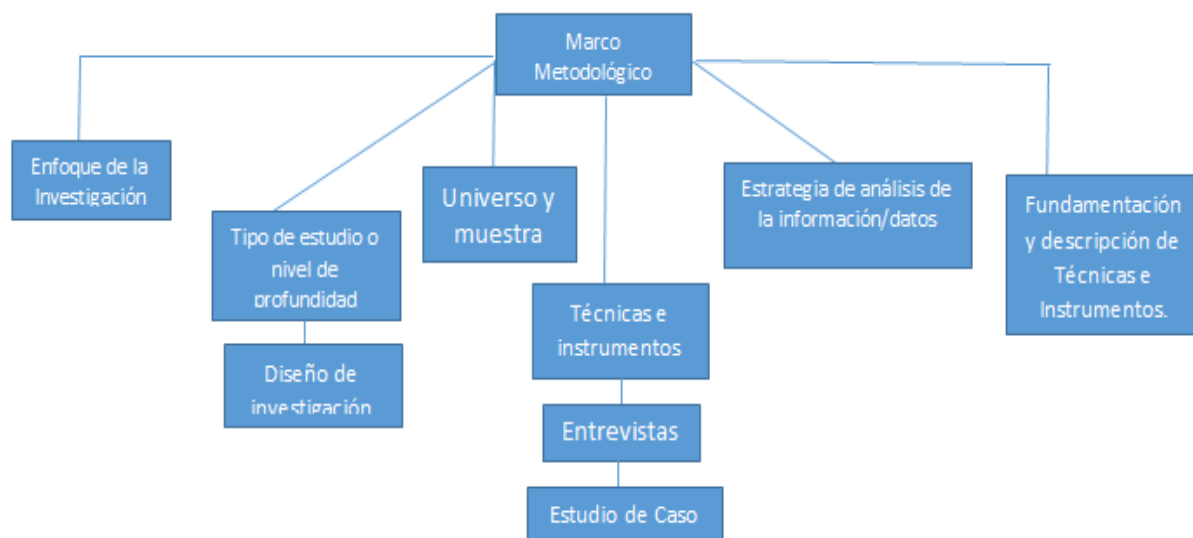 Marco
Metodológico
Enfoque de la
Investigación
Tipo de estudio o
nivel de
profundidad
Diseño de
investigación
Universo y
muestra
Técnicas e
instrumentos
Entrevistas
Estudio de Caso
Estrategia de análisis de
la información/datos
Fundamentación
y descripción de
Técnicas e
Instrumentos.